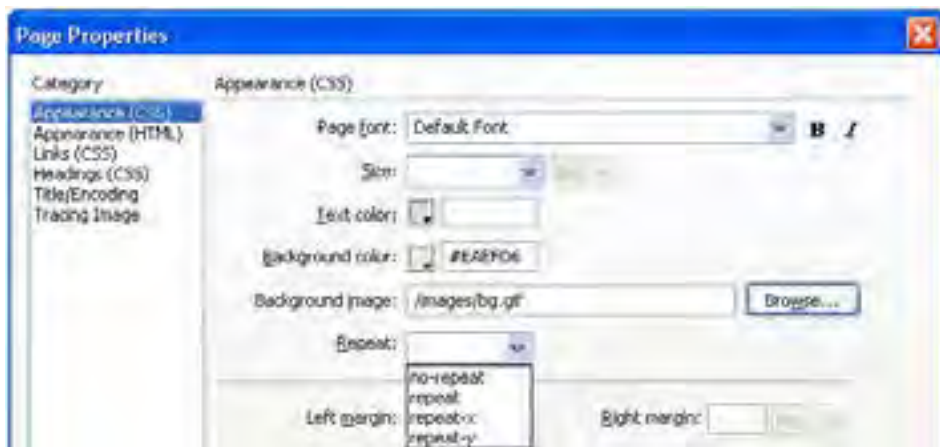 Page Properties
Category
Appearance (CSS)
Appearance (CSS)
Appearance (HTML)
Links (CSS)
Headings (CSS)
Title/Encoding
Tracing Image
Page font: Default Font B I
Size:
Text color:
Background color: #EAEFD6
Background image: /images/bg.gif Browse...
Repeat:
no-repeat
repeat
repeat-x
repeat-y
Left margin:
Right margin: